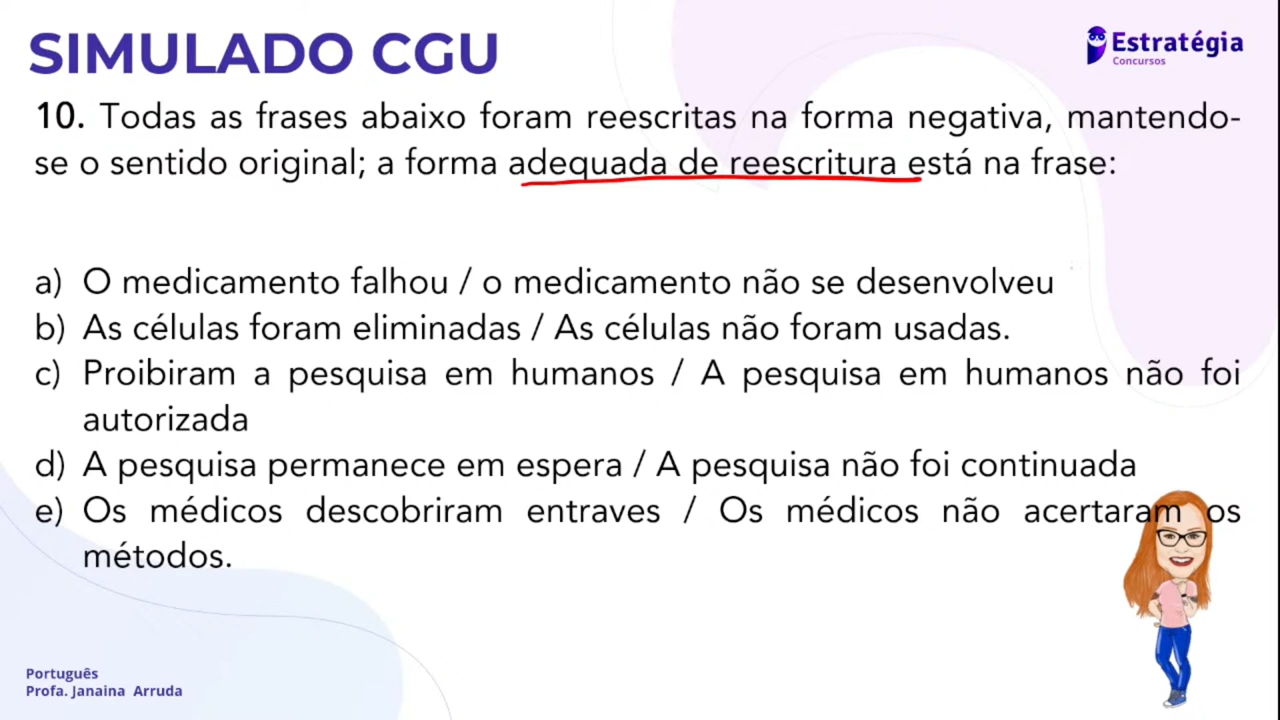 SIMULADO CGU
Estratégia
Concursos
10. Todas as frases abaixo foram reescritas na forma negativa, mantendo-
se o sentido original; a forma adequada de reescritura está na frase:
a) O medicamento falhou / o medicamento não se desenvolveu
b) As células foram eliminadas / As células não foram usadas.
c) Proibiram a pesquisa em humanos / A pesquisa em humanos não foi
autorizada
d) A pesquisa permanece em espera / A pesquisa não foi continuada
e) Os médicos descobriram entraves / Os médicos não acertaram os
métodos.
Português
Profa. Janaina Arruda